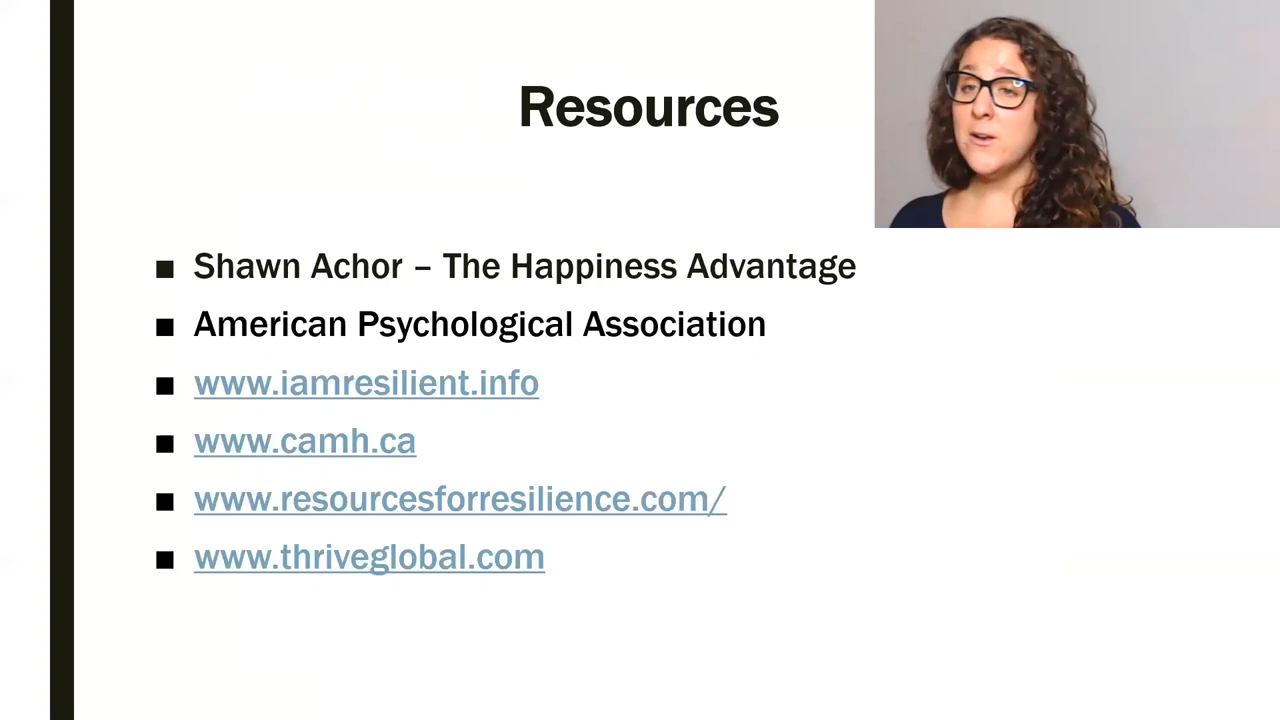 Resources
Shawn Achor – The Happiness Advantage
American Psychological Association
www.iamresilient.info
www.camh.ca
www.resourcesforresilience.com/
www.thriveglobal.com